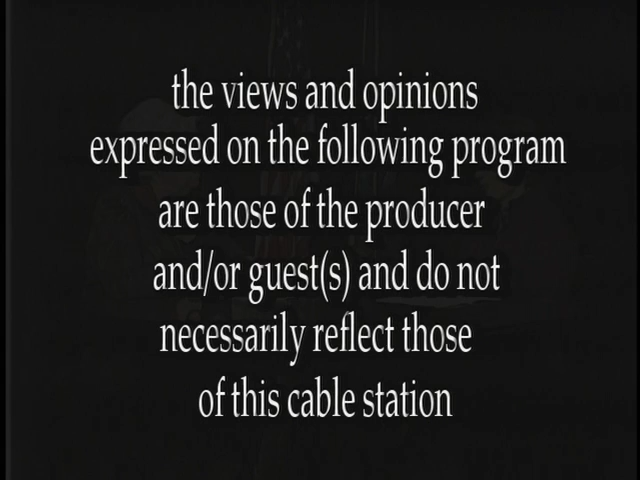 the views and opinions
expressed on the following program
are those of the producer
and/or guest(s) and do not
necessarily reflect those
of this cable station